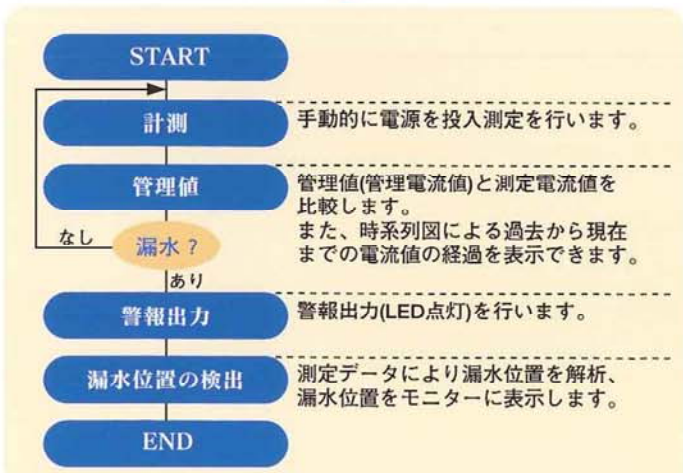 START
計測
手動的に電源を投入測定を行います。
管理値
管理値(管理電流値)と測定電流値を
比較します。
また、時系列図による過去から現在
までの電流値の経過を表示できます。
なし
漏水 ?
あり
警報出力
警報出力(LED点灯)を行います。
漏水位置の検出
測定データにより漏水位置を解析、
漏水位置をモニターに表示します。
END